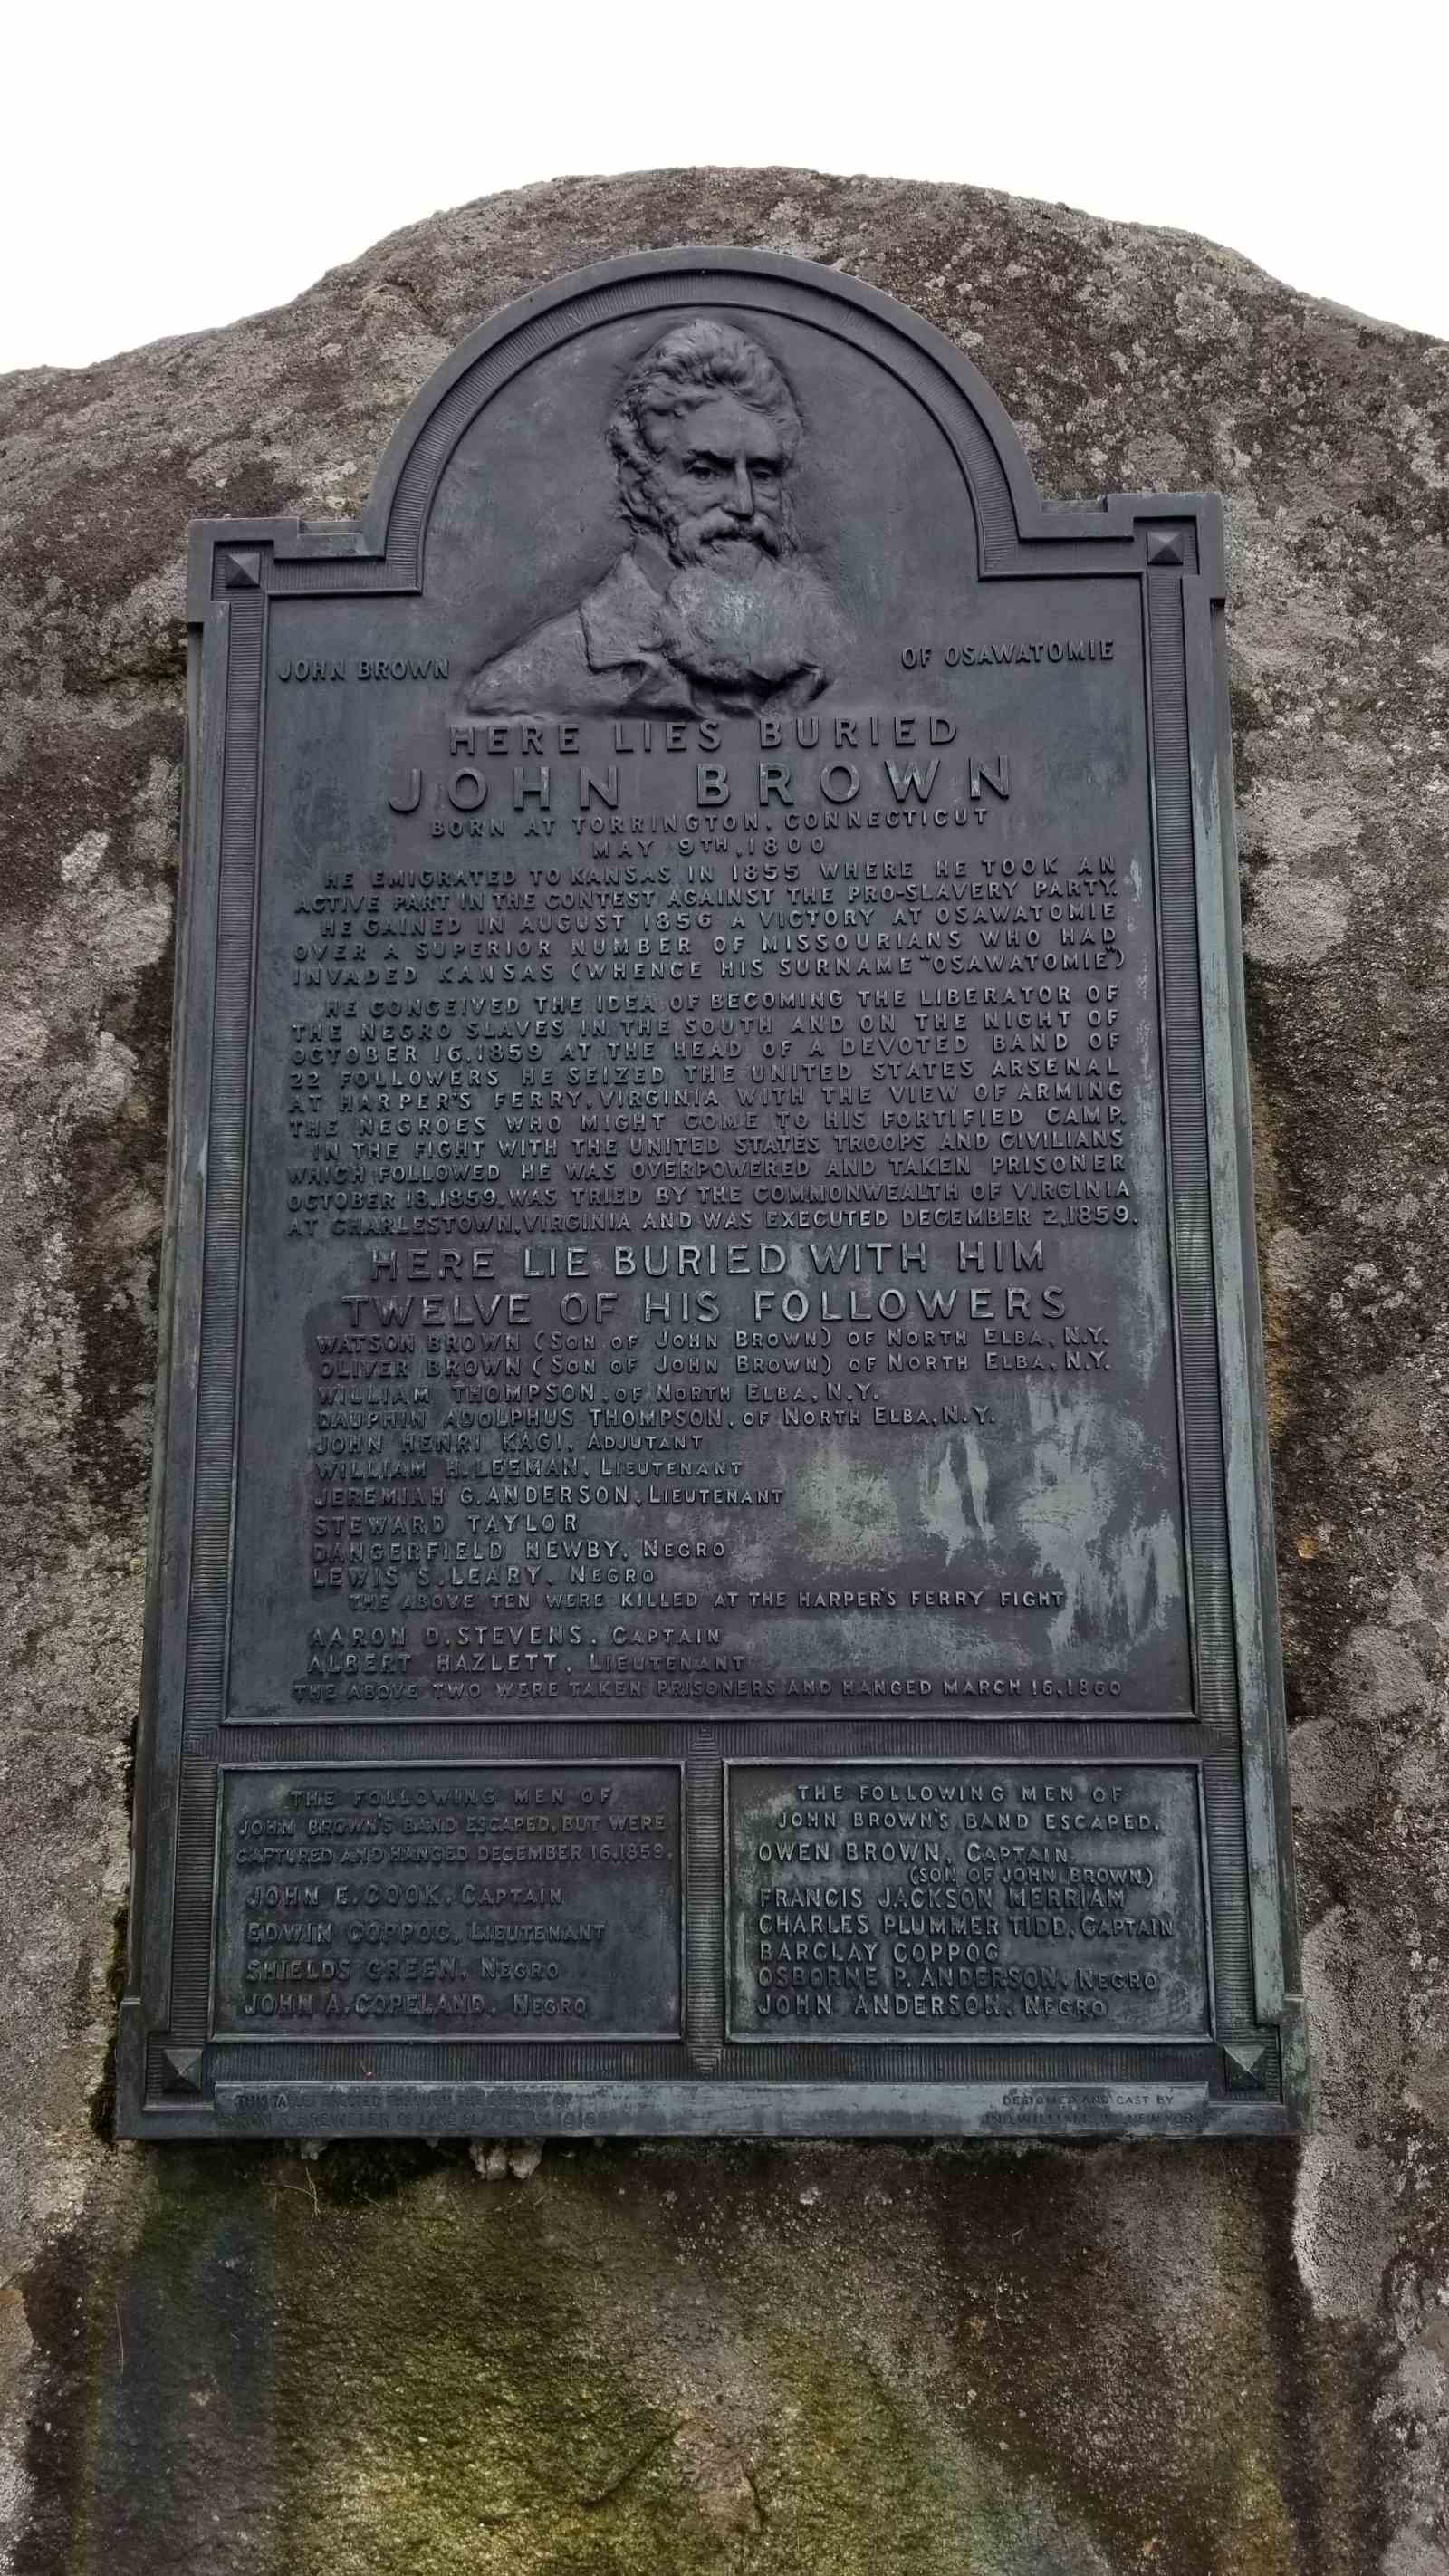 JOHN BROWN
OF OSAWATOMIE
HERE LIES BURIED
JOHN BROWN
BORN AT TORRINGTON, CONNECTICUT
MAY 9TH, 1800
HE EMIGRATED TO KANSAS IN 1855 WHERE HE TOOK AN
ACTIVE PART IN THE CONTEST AGAINST THE PRO-SLAVERY PARTY.
HE GAINED IN AUGUST 1856 A VICTORY AT OSAWATOMIE
OVER A SUPERIOR NUMBER OF MISSOURIANS WHO HAD
INVADED KANSAS (WHENCE HIS SURNAME "OSAWATOMIE")
HE CONCEIVED THE IDEA OF BECOMING THE LIBERATOR OF
THE NEGRO SLAVES IN THE SOUTH AND ON THE NIGHT OF
OCTOBER 16, 1859 AT THE HEAD OF A DEVOTED BAND OF
22 FOLLOWERS HE SEIZED THE UNITED STATES ARSENAL
AT HARPER'S FERRY, VIRGINIA WITH THE VIEW OF ARMING
THE NEGROES WHO MIGHT COME TO HIS FORTIFIED CAMP.
IN THE FIGHT WITH THE UNITED STATES TROOPS AND CIVILIANS
WHICH FOLLOWED HE WAS OVERPOWERED AND TAKEN PRISONER
OCTOBER 18, 1859, WAS TRIED BY THE COMMONWEALTH OF VIRGINIA
AT CHARLESTOWN, VIRGINIA AND WAS EXECUTED DECEMBER 2, 1859.
HERE LIE BURIED WITH HIM
TWELVE OF HIS FOLLOWERS
WATSON BROWN (SON OF JOHN BROWN) OF NORTH ELBA, N.Y.
OLIVER BROWN (SON OF JOHN BROWN) OF NORTH ELBA, N.Y.
WILLIAM THOMPSON, OF NORTH ELBA, N.Y.
DAUPHIN ADOLPHUS THOMPSON, OF NORTH ELBA, N.Y.
JOHN HENRI KAGI, ADJUTANT
WILLIAM H. LEEMAN, LIEUTENANT
JEREMIAH G. ANDERSON, LIEUTENANT
STEWARD TAYLOR
DANGERFIELD NEWBY, NEGRO
LEWIS S. LEARY, NEGRO
THE ABOVE TEN WERE KILLED AT THE HARPER'S FERRY FIGHT
AARON D. STEVENS, CAPTAIN
ALBERT HAZLETT, LIEUTENANT
THE ABOVE TWO WERE TAKEN PRISONERS AND HANGED MARCH 16, 1860
THE FOLLOWING MEN OF
JOHN BROWN'S BAND ESCAPED, BUT WERE
CAPTURED AND HANGED DECEMBER 16, 1859.
JOHN E. COOK, CAPTAIN
EDWIN COPPOC, LIEUTENANT
SHIELDS GREEN, NEGRO
JOHN A. COPELAND, NEGRO
THE FOLLOWING MEN OF
JOHN BROWN'S BAND ESCAPED.
OWEN BROWN, CAPTAIN
(SON OF JOHN BROWN)
FRANCIS JACKSON MERRIAM
CHARLES PLUMMER TIDD, CAPTAIN
BARCLAY COPPOC
OSBORNE P. ANDERSON, NEGRO
JOHN ANDERSON, NEGRO
DESIGNED AND CAST BY
NEW YORK